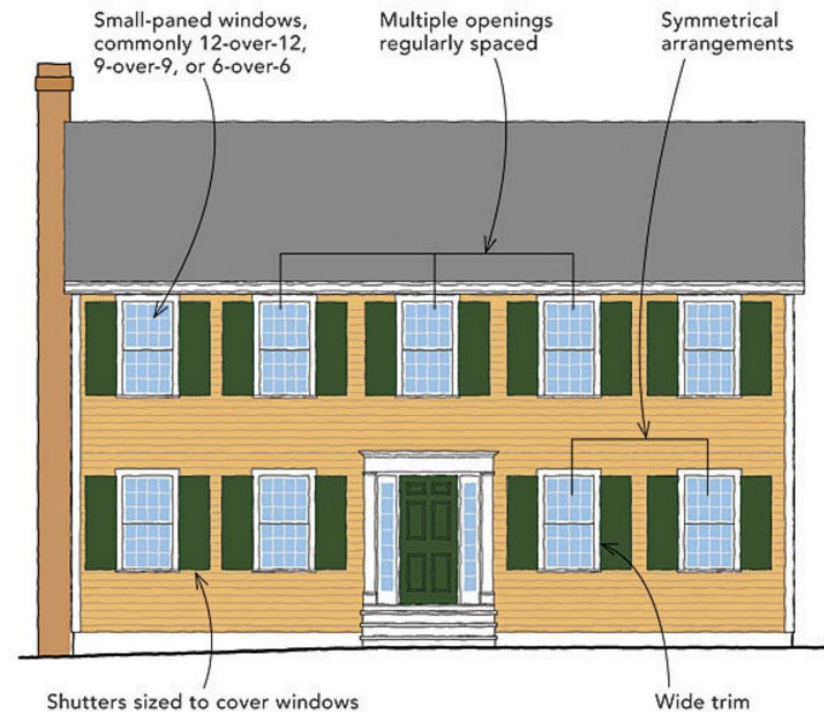 Small-paned windows,
commonly 12-over-12,
9-over-9, or 6-over-6
Multiple openings
regularly spaced
Symmetrical
arrangements
Shutters sized to cover windows
Wide trim